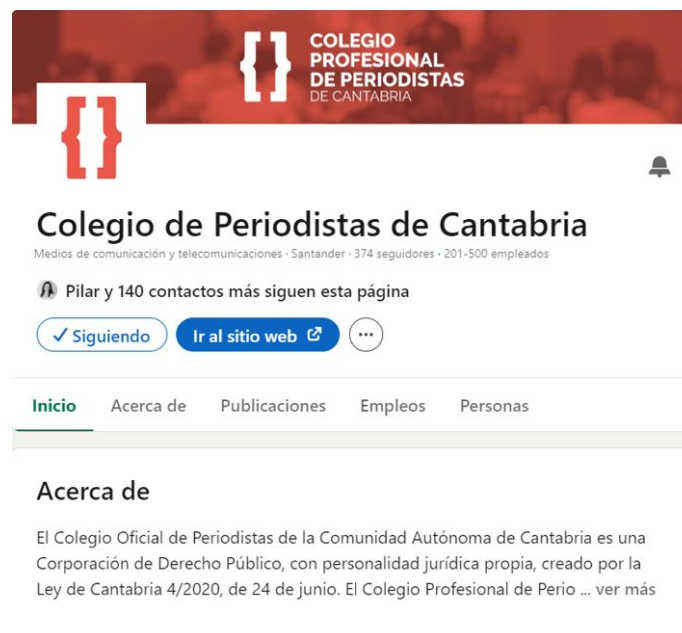 COLEGIO
PROFESIONAL
DE PERIODISTAS
DE CANTABRIA
Colegio de Periodistas de Cantabria
Medios de comunicación y telecomunicaciones · Santander · 374 seguidores · 201-500 empleados
Pilar y 140 contactos más siguen esta página
Siguiendo
Ir al sitio web
Inicio Acerca de Publicaciones Empleos Personas
Acerca de
El Colegio Oficial de Periodistas de la Comunidad Autónoma de Cantabria es una
Corporación de Derecho Público, con personalidad jurídica propia, creado por la
Ley de Cantabria 4/2020, de 24 de junio. El Colegio Profesional de Perio ... ver más